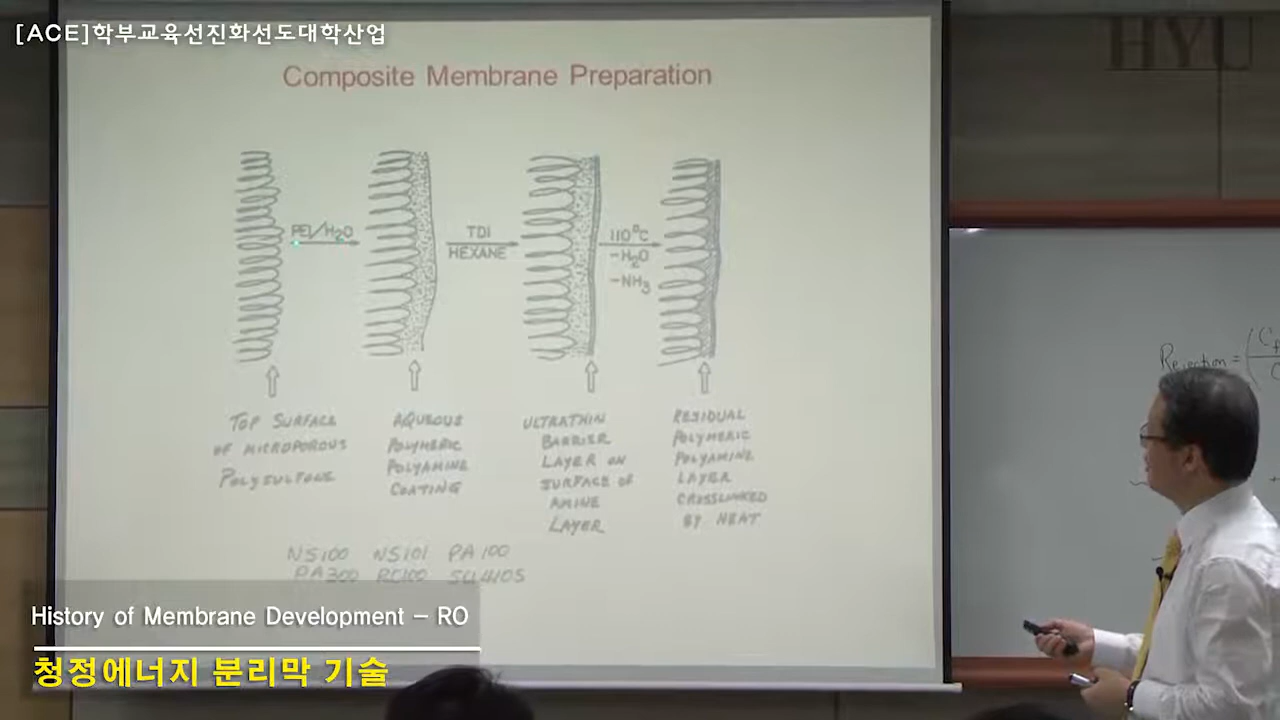 [ACE]학부교육선진화선도대학산업
HYU
Composite Membrane Preparation
PEI/H2O
TDI
HEXANE
110°C
-H2O
-NH3
Rejection = (
TOP SURFACE
OF MICROPOROUS
POLYSULFONE
AQUEOUS
POLYMERIC
POLYAMINE
COATING
ULTRATHIN
BARRIER
LAYER ON
SURFACE OF
AMINE
LAYER
RESIDUAL
POLYMERIC
POLYAMINE
LAYER
CROSSLINKED
BY HEAT
NS100 NS101 PA100
PA300 RC100
History of Membrane Development – RO
청정에너지 분리막 기술